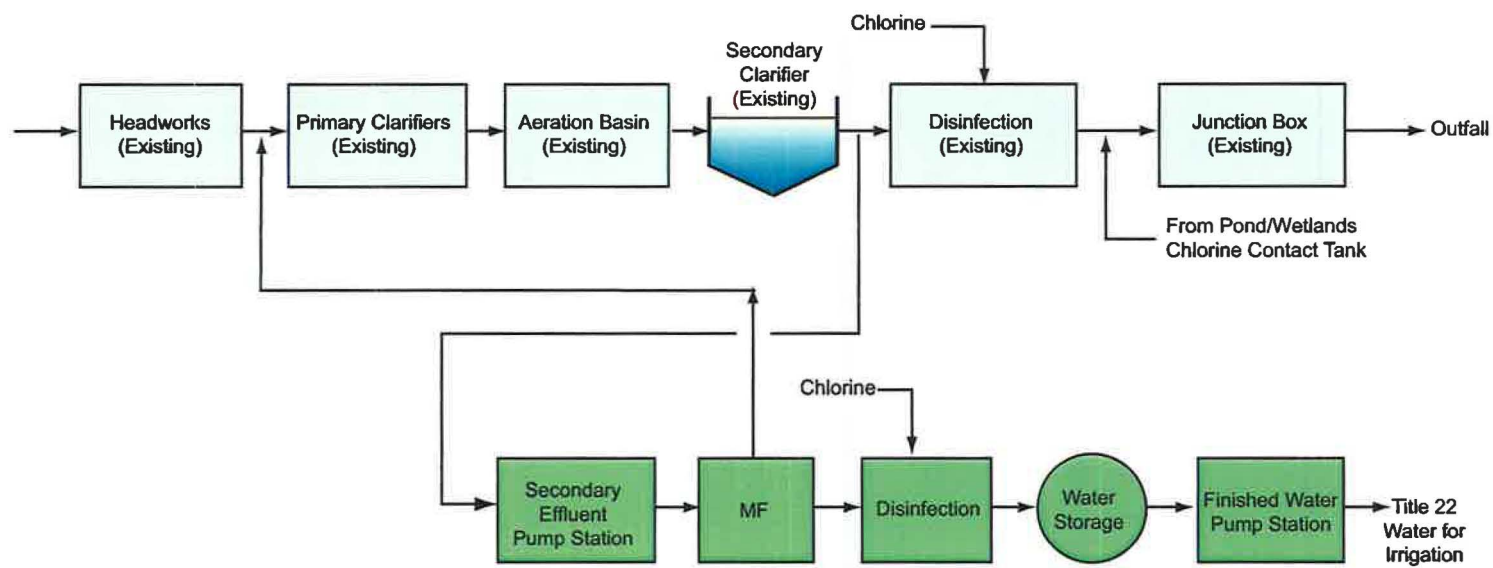 Chlorine
Secondary
Clarifier
(Existing)
Headworks
(Existing)
Primary Clarifiers
(Existing)
Aeration Basin
(Existing)
Disinfection
(Existing)
Junction Box
(Existing)
Outfall
From Pond/Wetlands
Chlorine Contact Tank
Chlorine
Secondary
Effluent
Pump Station
MF
Disinfection
Water
Storage
Finished Water
Pump Station
Title 22
Water for
Irrigation